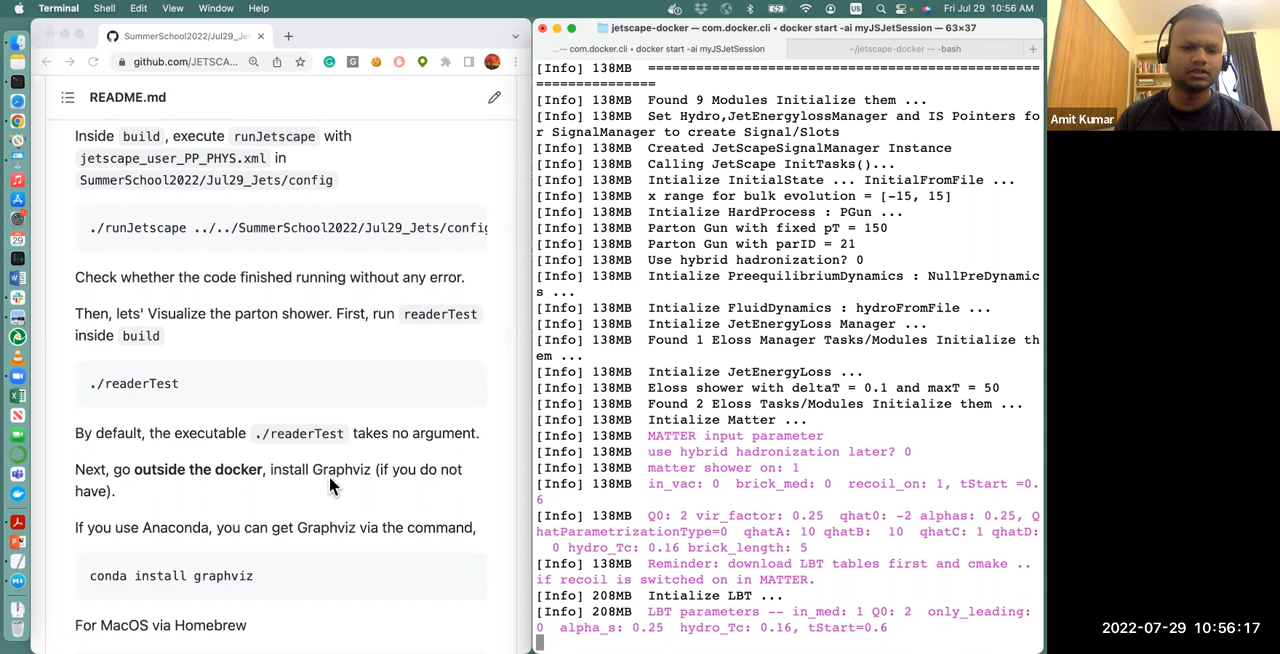 Terminal Shell Edit View Window Help
Fri Jul 29 10:56 AM
SummerSchool2022/Jul29_Je
github.com/JETSCA...
README.md
Inside build , execute runJetscape with
jetscape_user_PP_PHYS.xml in
SummerSchool2022/Jul29_Jets/config
./runJetscape ../../SummerSchool2022/Jul29_Jets/config
Check whether the code finished running without any error.
Then, lets' Visualize the parton shower. First, run readerTest
inside build
./readerTest
By default, the executable ./readerTest takes no argument.
Next, go outside the docker, install Graphviz (if you do not
have).
If you use Anaconda, you can get Graphviz via the command,
conda install graphviz
For MacOS via Homebrew
jetscape-docker — com.docker.cli • docker start -ai myJSJetSession — 63×37
...— com.docker.cli • docker start -ai myJSJetSession
~/jetscape-docker — -bash
[Info] 138MB =================================================
===============
[Info] 138MB Found 9 Modules Initialize them ...
[Info] 138MB Set Hydro,JetEnergylossManager and IS Pointers fo
r SignalManager to create Signal/Slots
[Info] 138MB Created JetScapeSignalManager Instance
[Info] 138MB Calling JetScape InitTasks()...
[Info] 138MB Intialize InitialState ... InitialFromFile ...
[Info] 138MB x range for bulk evolution = [-15, 15]
[Info] 138MB Intialize HardProcess : PGun ...
[Info] 138MB Parton Gun with fixed pT = 150
[Info] 138MB Parton Gun with parID = 21
[Info] 138MB Use hybrid hadronization? 0
[Info] 138MB Intialize PreequilibriumDynamics : NullPreDynamic
s ...
[Info] 138MB Intialize FluidDynamics : hydroFromFile ...
[Info] 138MB Intialize JetEnergyLoss Manager ...
[Info] 138MB Found 1 Eloss Manager Tasks/Modules Initialize th
em ...
[Info] 138MB Intialize JetEnergyLoss ...
[Info] 138MB Eloss shower with deltaT = 0.1 and maxT = 50
[Info] 138MB Found 2 Eloss Tasks/Modules Initialize them ...
[Info] 138MB Intialize Matter ...
[Info] 138MB MATTER input parameter
[Info] 138MB use hybrid hadronization later? 0
[Info] 138MB matter shower on: 1
[Info] 138MB in_vac: 0 brick_med: 0 recoil_on: 1, tStart =0.
6
[Info] 138MB Q0: 2 vir_factor: 0.25 qhat0: -2 alphas: 0.25, Q
hatParametrizationType=0 qhatA: 10 qhatB: 10 qhatC: 1 qhatD:
0 hydro_Tc: 0.16 brick_length: 5
[Info] 138MB Reminder: download LBT tables first and cmake ..
if recoil is switched on in MATTER.
[Info] 208MB Intialize LBT ...
[Info] 208MB LBT parameters -- in_med: 1 Q0: 2 only_leading:
0 alpha_s: 0.25 hydro_Tc: 0.16, tStart=0.6
Amit Kumar
2022-07-29 10:56:17